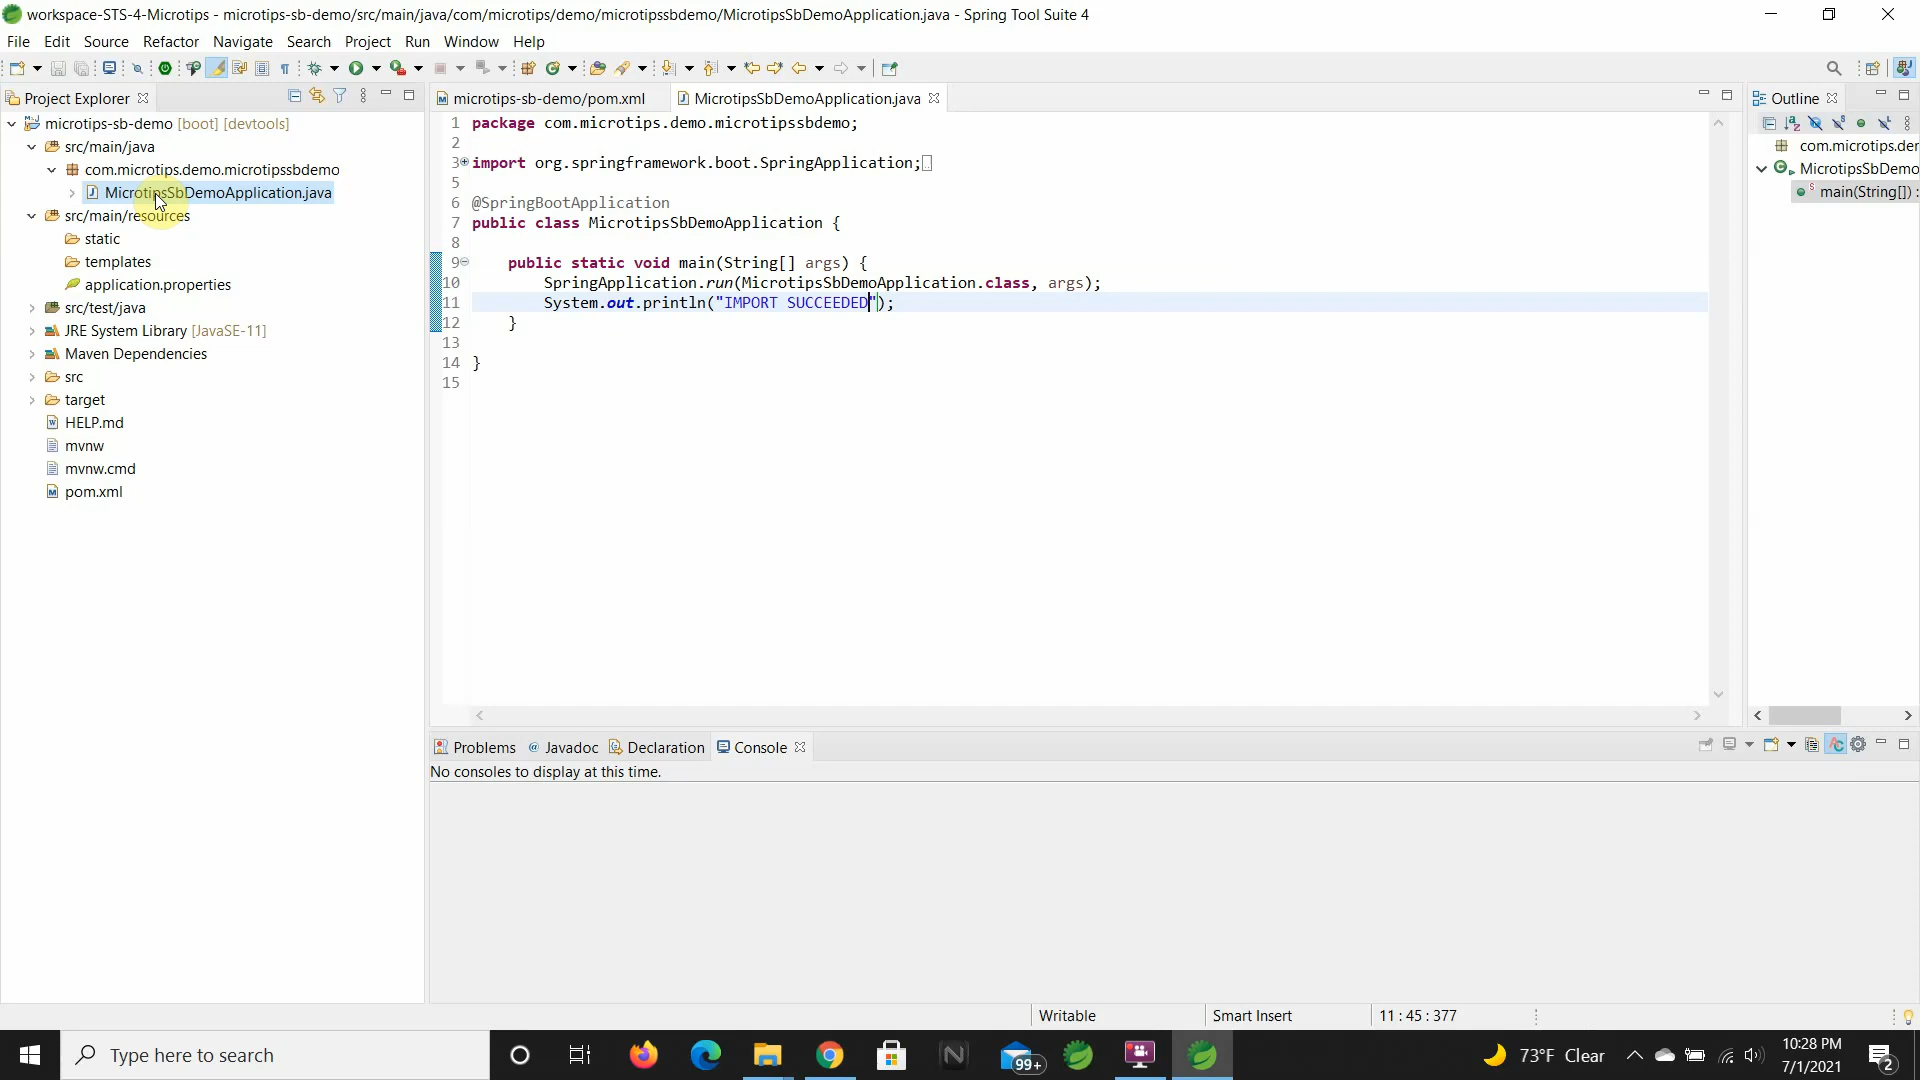 workspace-STS-4-Microtips - microtips-sb-demo/src/main/java/com/microtips/demo/microtipssbdemo/MicrotipsSbDemoApplication.java - Spring Tool Suite 4
File Edit Source Refactor Navigate Search Project Run Window Help
Project Explorer
microtips-sb-demo [boot] [devtools]
src/main/java
com.microtips.demo.microtipssbdemo
MicrotipsSbDemoApplication.java
src/main/resources
static
templates
application.properties
src/test/java
JRE System Library [JavaSE-11]
Maven Dependencies
src
target
HELP.md
mvnw
mvnw.cmd
pom.xml
microtips-sb-demo/pom.xml MicrotipsSbDemoApplication.java
1 package com.microtips.demo.microtipssbdemo;
2
3 import org.springframework.boot.SpringApplication;
5
6 @SpringBootApplication
7 public class MicrotipsSbDemoApplication {
8
9 public static void main(String[] args) {
10 SpringApplication.run(MicrotipsSbDemoApplication.class, args);
11 System.out.println("IMPORT SUCCEEDED");
12 }
13
14 }
15
Outline
com.microtips.der
MicrotipsSbDemo
main(String[]) :
Problems @ Javadoc Declaration Console
No consoles to display at this time.
Writable Smart Insert 11 : 45 : 377
Type here to search
99+
73°F Clear
10:28 PM
7/1/2021
2